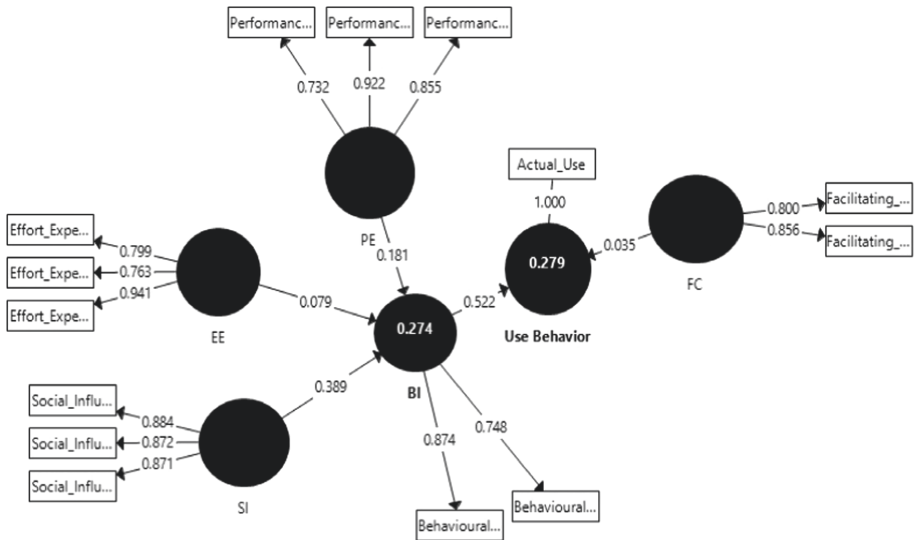 Performanc...
Performanc...
Performanc...
0.732
0.922
0.855
Actual_Use
1.000
PE
0.181
Effort_Expe...
Effort_Expe...
Effort_Expe...
0.799
0.763
0.941
EE
0.079
0.279
Use Behavior
0.035
FC
0.800
0.856
Facilitating_...
Facilitating_...
0.522
0.274
BI
0.389
Social_Influ...
Social_Influ...
Social_Influ...
0.884
0.872
0.871
SI
0.874
0.748
Behavioural...
Behavioural...